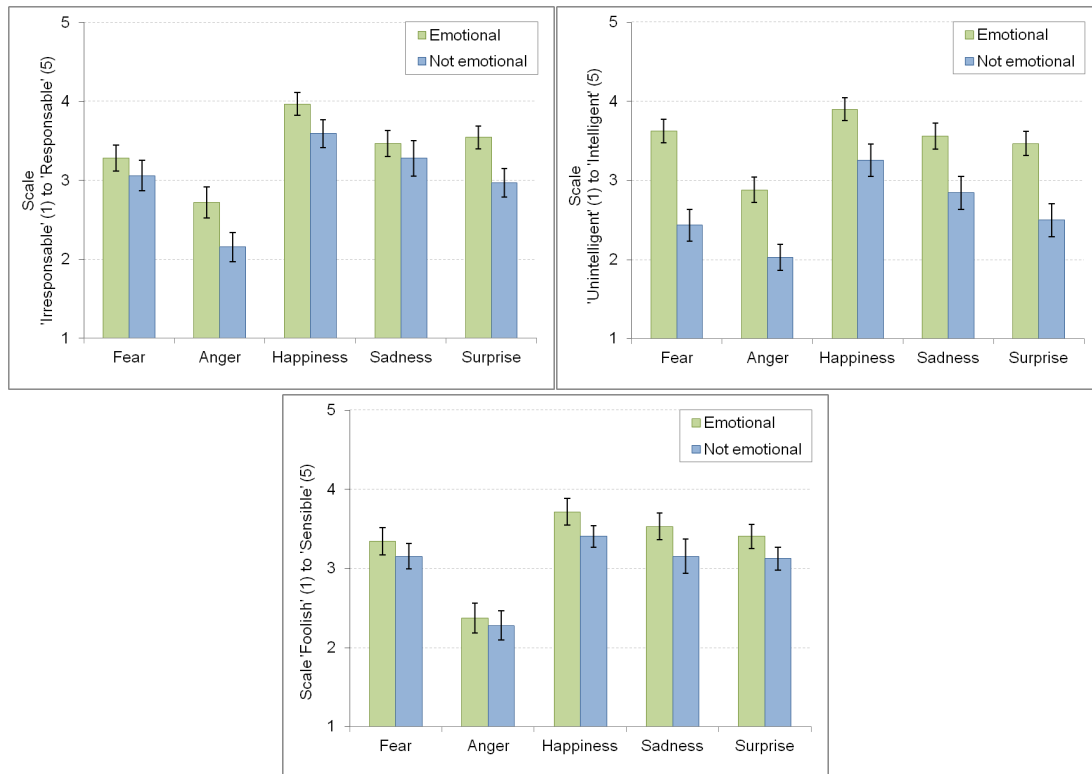 5
4
3
2
1
Scale
'Irresponsable' (1) to 'Responsable' (5)
Emotional
Not emotional
Fear Anger Happiness Sadness Surprise
5
4
3
2
1
Scale
'Unintelligent' (1) to 'Intelligent' (5)
Emotional
Not emotional
Fear Anger Happiness Sadness Surprise
5
4
3
2
1
Scale 'Foolish' (1) to 'Sensible' (5)
Emotional
Not emotional
Fear Anger Happiness Sadness Surprise